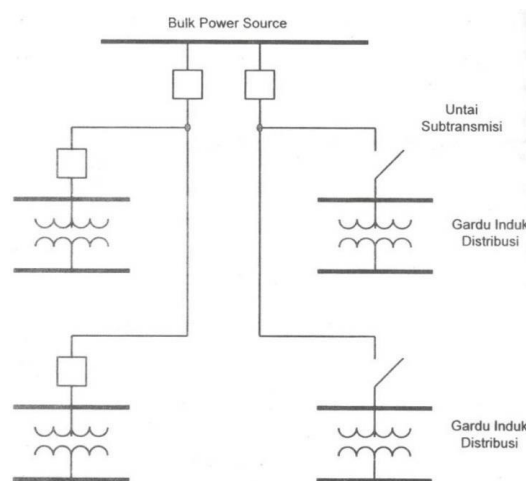 Bulk Power Source
Untai
Subtransmisi
Gardu Induk
Distribusi
Gardu Induk
Distribusi